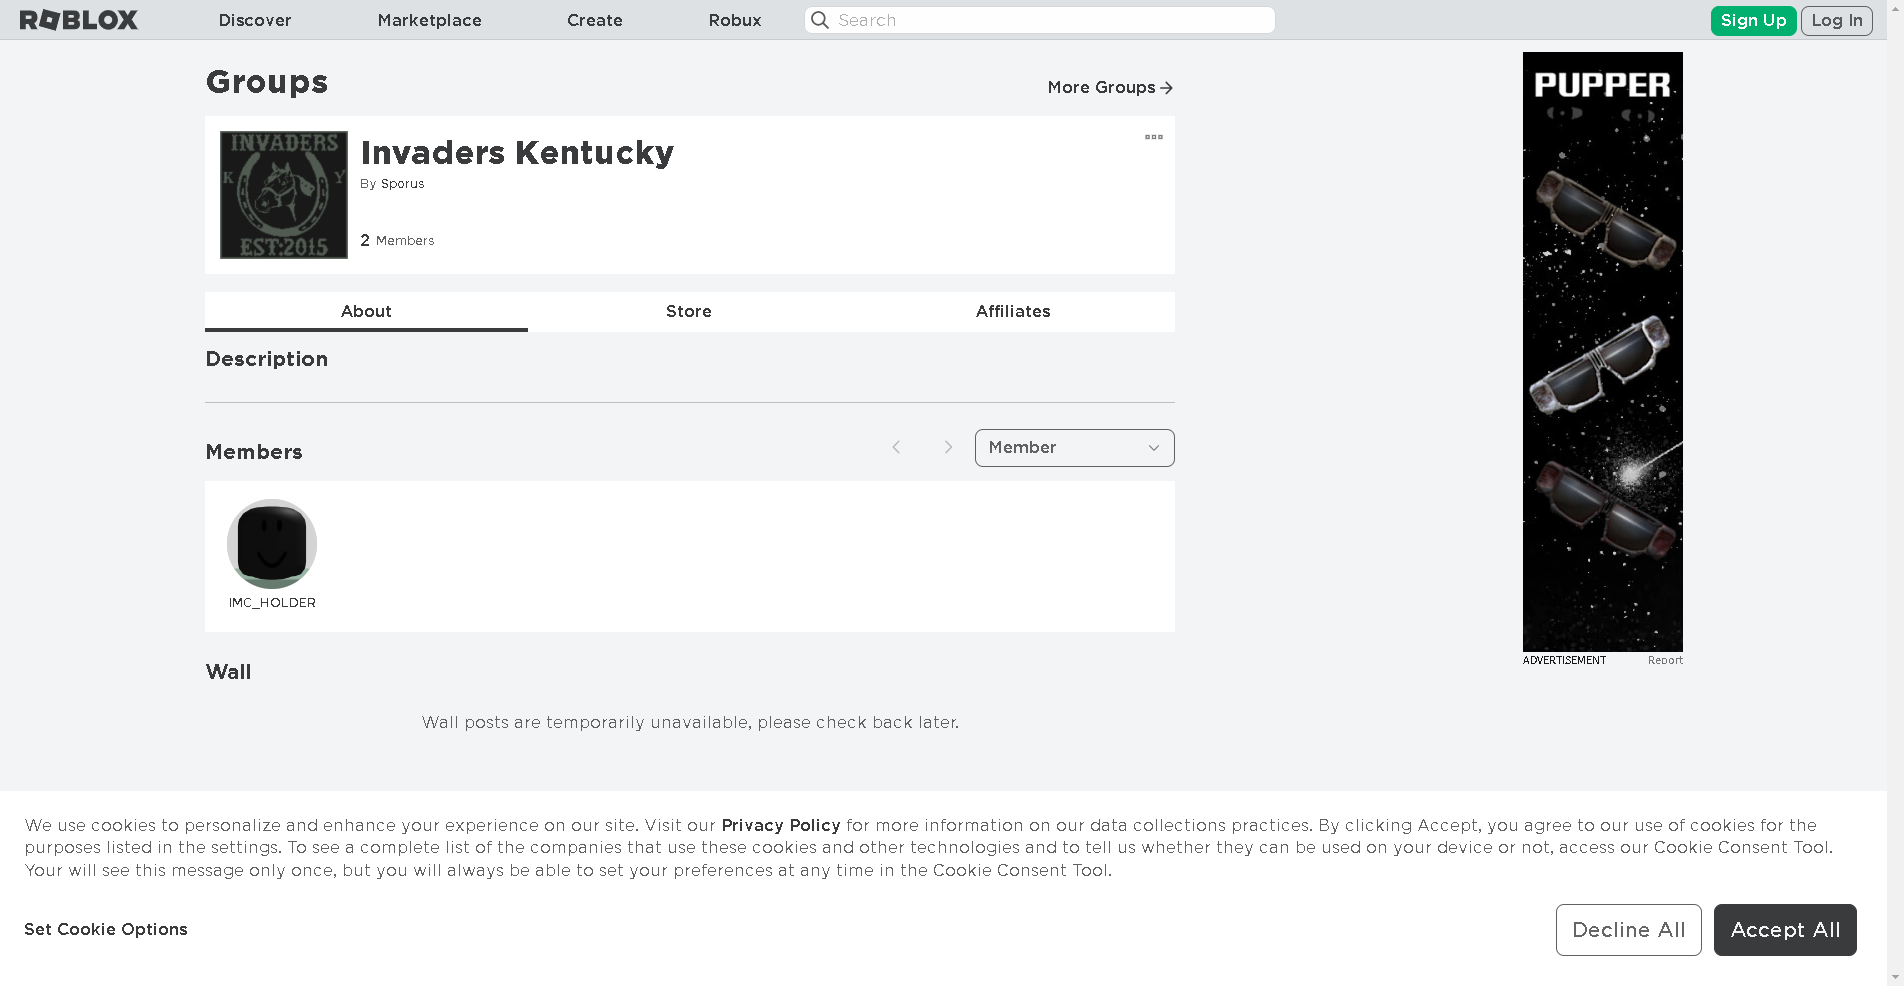 ROBLOX
Discover
Marketplace
Create
Robux
Search
Sign Up
Log In
Groups
More Groups
INVADERS
K Y
EST:2015
Invaders Kentucky
By Sporus
2 Members
About
Store
Affiliates
Description
Members
Member
IMC_HOLDER
Wall
Wall posts are temporarily unavailable, please check back later.
PUPPER
ADVERTISEMENT
Report
We use cookies to personalize and enhance your experience on our site. Visit our Privacy Policy for more information on our data collections practices. By clicking Accept, you agree to our use of cookies for the
purposes listed in the settings. To see a complete list of the companies that use these cookies and other technologies and to tell us whether they can be used on your device or not, access our Cookie Consent Tool.
Your will see this message only once, but you will always be able to set your preferences at any time in the Cookie Consent Tool.
Set Cookie Options
Decline All
Accept All